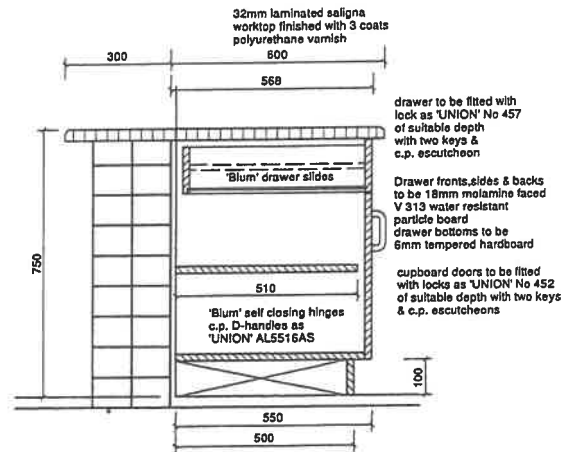 32mm laminated saligna
worktop finished with 3 coats
polyurethane varnish
300
600
568
drawer to be fitted with
lock as 'UNION' No 457
of suitable depth
with two keys &
c.p. escutcheon
'Blum' drawer slides
Drawer fronts,sides & backs
to be 18mm molamine faced
V 313 water resistant
particle board
drawer bottoms to be
6mm tempered hardboard
750
510
cupboard doors to be fitted
with locks as 'UNION' No 452
of suitable depth with two keys
& c.p. escutcheons
'Blum' self closing hinges
c.p. D-handles as
'UNION' AL5516AS
100
550
500